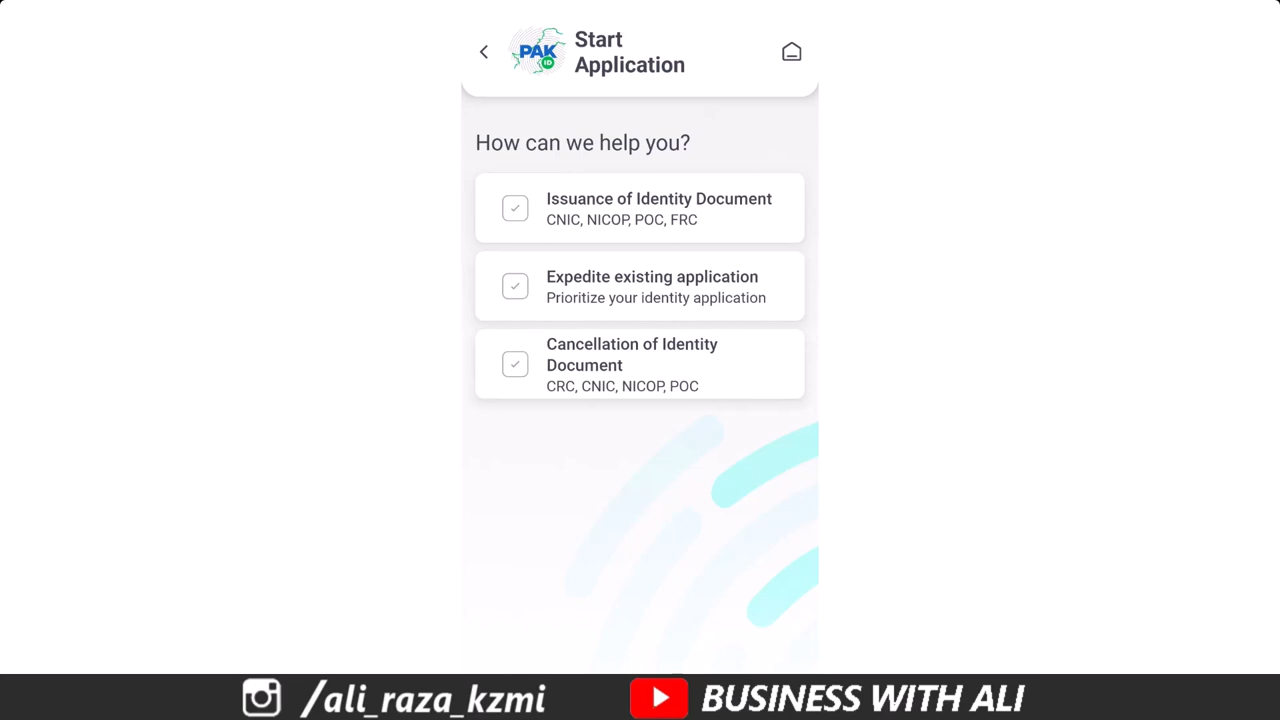 PAK
ID
Start
Application
How can we help you?
Issuance of Identity Document
CNIC, NICOP, POC, FRC
Expedite existing application
Prioritize your identity application
Cancellation of Identity
Document
CRC, CNIC, NICOP, POC
/ali_raza_kzmi
BUSINESS WITH ALI